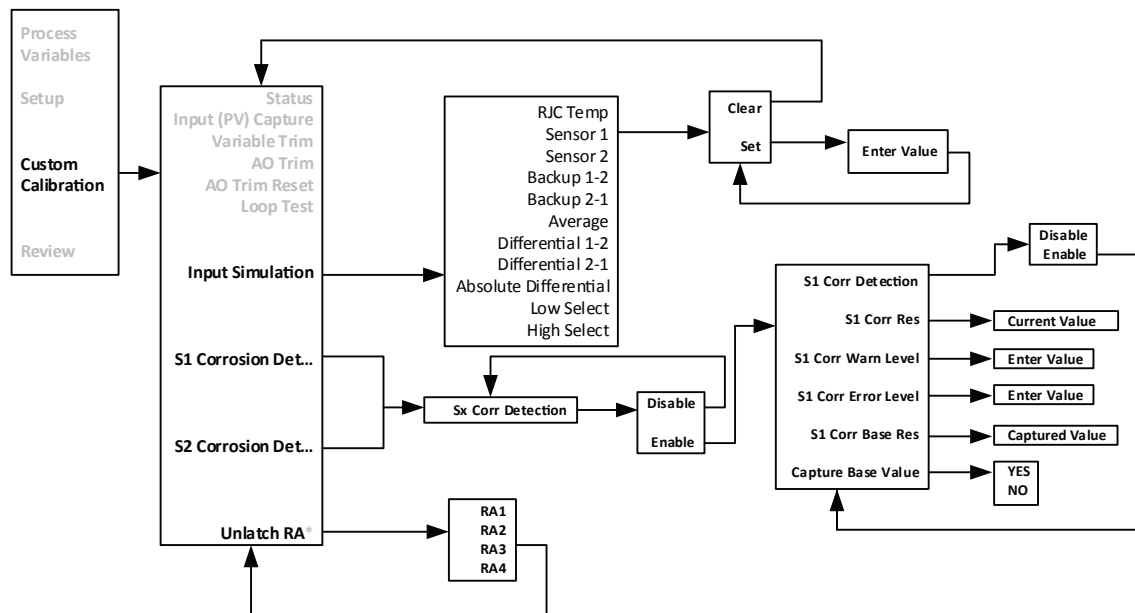 Process
Variables
Setup
Custom
Calibration
Review
Status
Input (PV) Capture
Variable Trim
AO Trim
AO Trim Reset
Loop Test
Input Simulation
S1 Corrosion Det...
S2 Corrosion Det...
Unlatch RA*
RJC Temp
Sensor 1
Sensor 2
Backup 1-2
Backup 2-1
Average
Differential 1-2
Differential 2-1
Absolute Differential
Low Select
High Select
Clear
Set
Enter Value
Sx Corr Detection
Disable
Enable
S1 Corr Detection
S1 Corr Res
S1 Corr Warn Level
S1 Corr Error Level
S1 Corr Base Res
Capture Base Value
Disable
Enable
Current Value
Enter Value
Enter Value
Captured Value
YES
NO
RA1
RA2
RA3
RA4